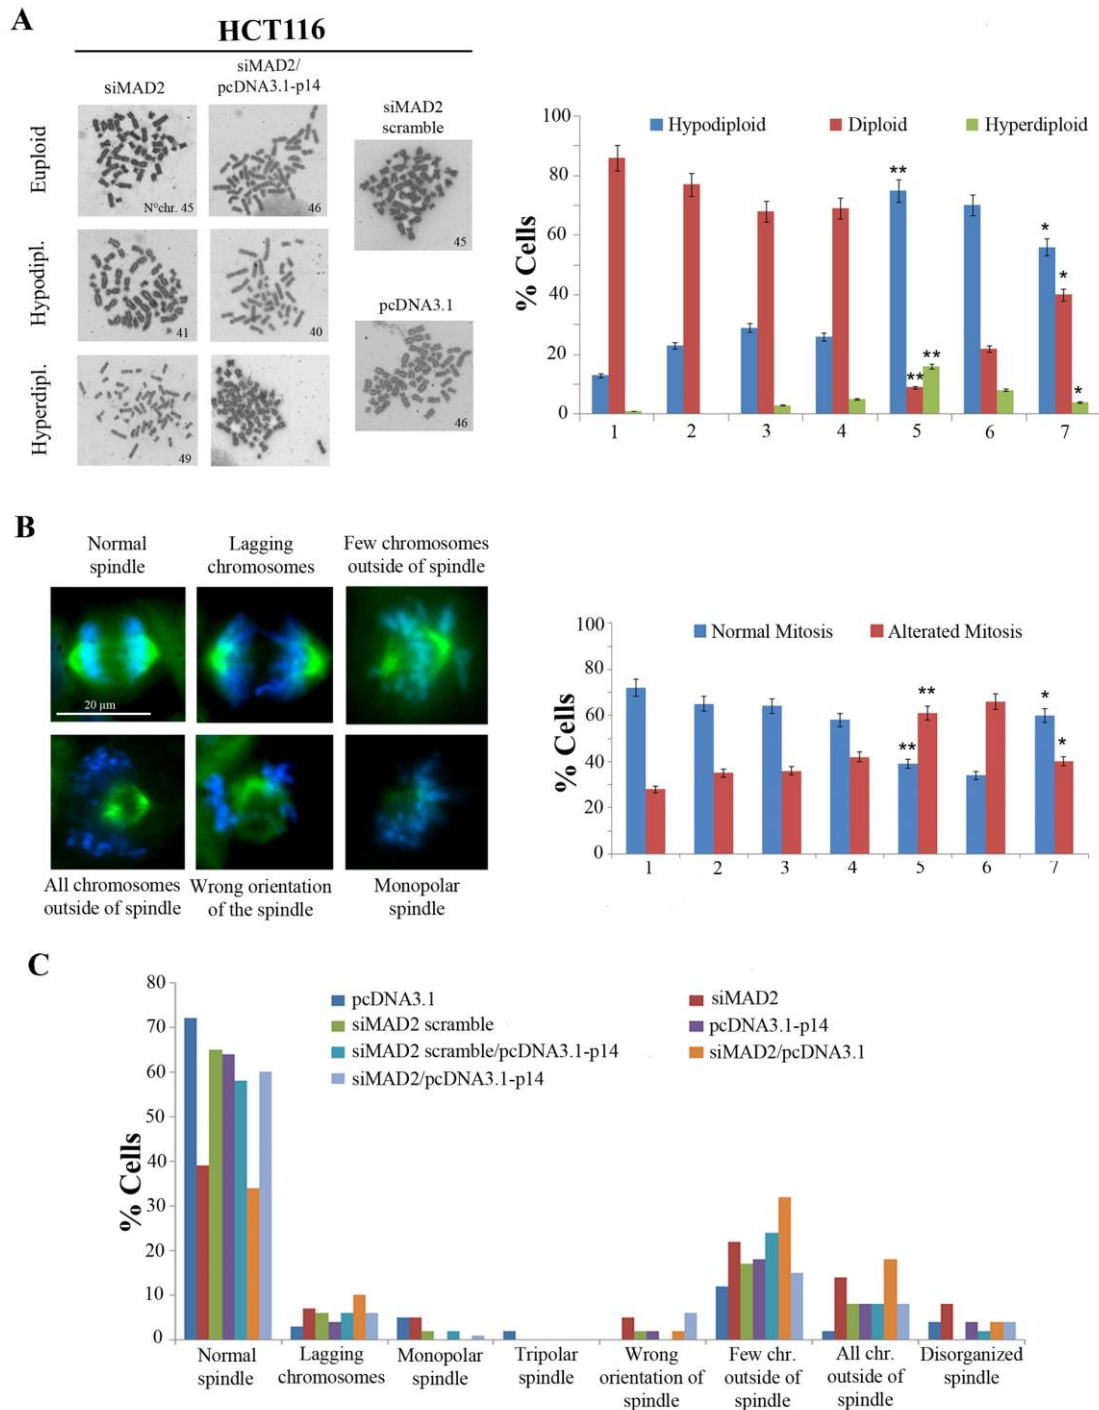 A
HCT116
siMAD2
siMAD2/
pcDNA3.1-p14
siMAD2
scramble
Euploid
N°chr. 45
46
45
Hypodipl.
41
40
pcDNA3.1
46
Hyperdipl.
49
Hypodiploid Diploid Hyperdiploid
% Cells
100
80
60
40
20
0
** ** ** * * *
1 2 3 4 5 6 7
B
Normal
spindle
Lagging
chromosomes
Few chromosomes
outside of spindle
20 µm
All chromosomes
outside of spindle
Wrong orientation
of the spindle
Monopolar
spindle
Normal Mitosis Alterated Mitosis
% Cells
100
80
60
40
20
0
** ** * *
1 2 3 4 5 6 7
C
pcDNA3.1 siMAD2
siMAD2 scramble pcDNA3.1-p14
siMAD2 scramble/pcDNA3.1-p14 siMAD2/pcDNA3.1
siMAD2/pcDNA3.1-p14
% Cells
80
70
60
50
40
30
20
10
0
Normal
spindle
Lagging
chromosomes
Monopolar
spindle
Tripolar
spindle
Wrong
orientation of
spindle
Few chr.
outside of
spindle
All chr.
outside of
spindle
Disorganized
spindle